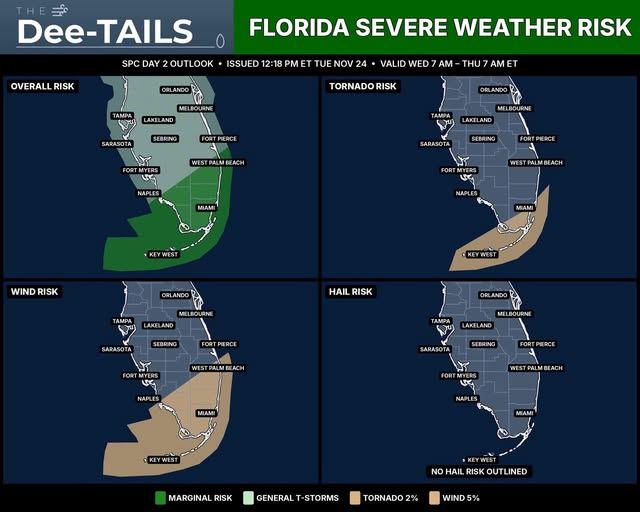 THE
Dee-TAILS
FLORIDA SEVERE WEATHER RISK
SPC DAY 2 OUTLOOK • ISSUED 12:18 PM ET TUE NOV 24 • VALID WED 7 AM – THU 7 AM ET
OVERALL RISK
ORLANDO
MELBOURNE
TAMPA
LAKELAND
SEBRING
FORT PIERCE
SARASOTA
WEST PALM BEACH
FORT MYERS
NAPLES
MIAMI
KEY WEST
TORNADO RISK
ORLANDO
MELBOURNE
TAMPA
LAKELAND
SEBRING
FORT PIERCE
SARASOTA
WEST PALM BEACH
FORT MYERS
NAPLES
MIAMI
KEY WEST
WIND RISK
ORLANDO
MELBOURNE
TAMPA
LAKELAND
SEBRING
FORT PIERCE
SARASOTA
WEST PALM BEACH
FORT MYERS
NAPLES
MIAMI
KEY WEST
HAIL RISK
ORLANDO
MELBOURNE
TAMPA
LAKELAND
SEBRING
FORT PIERCE
SARASOTA
WEST PALM BEACH
FORT MYERS
NAPLES
MIAMI
KEY WEST
NO HAIL RISK OUTLINED
MARGINAL RISK GENERAL T-STORMS TORNADO 2% WIND 5%